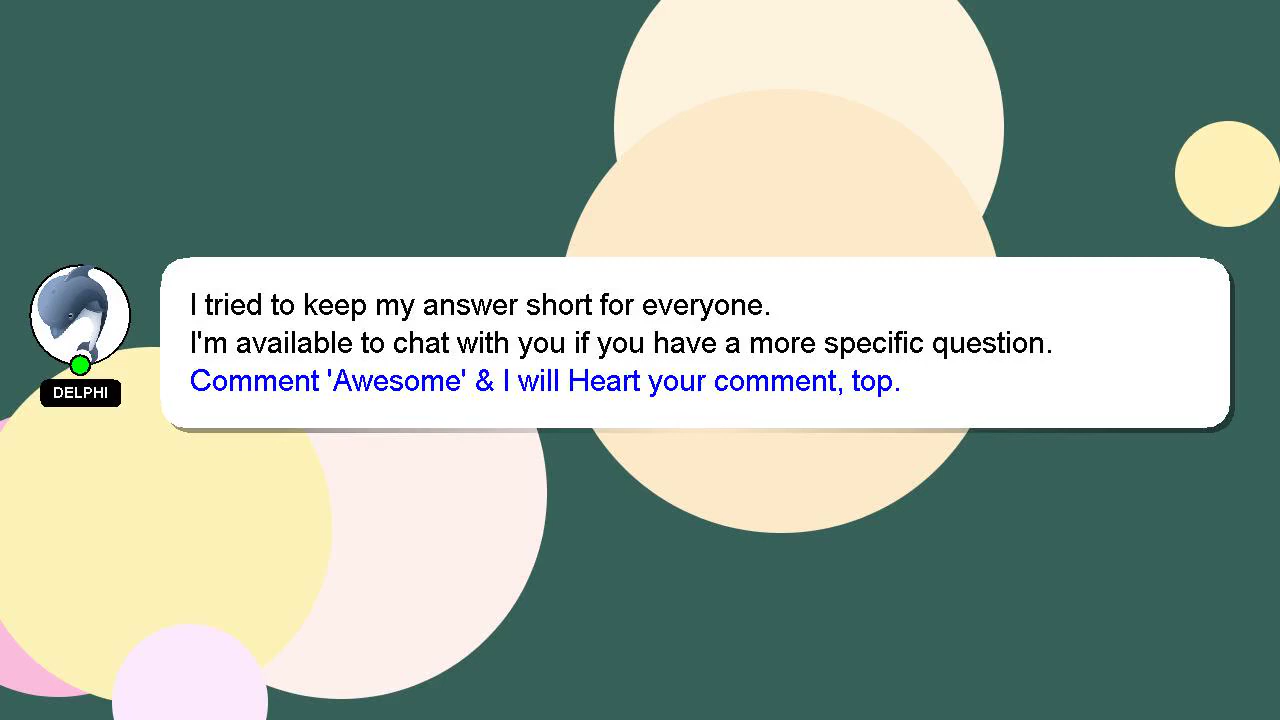 I tried to keep my answer short for everyone.
I'm available to chat with you if you have a more specific question.
Comment 'Awesome' & I will Heart your comment, top.
DELPHI